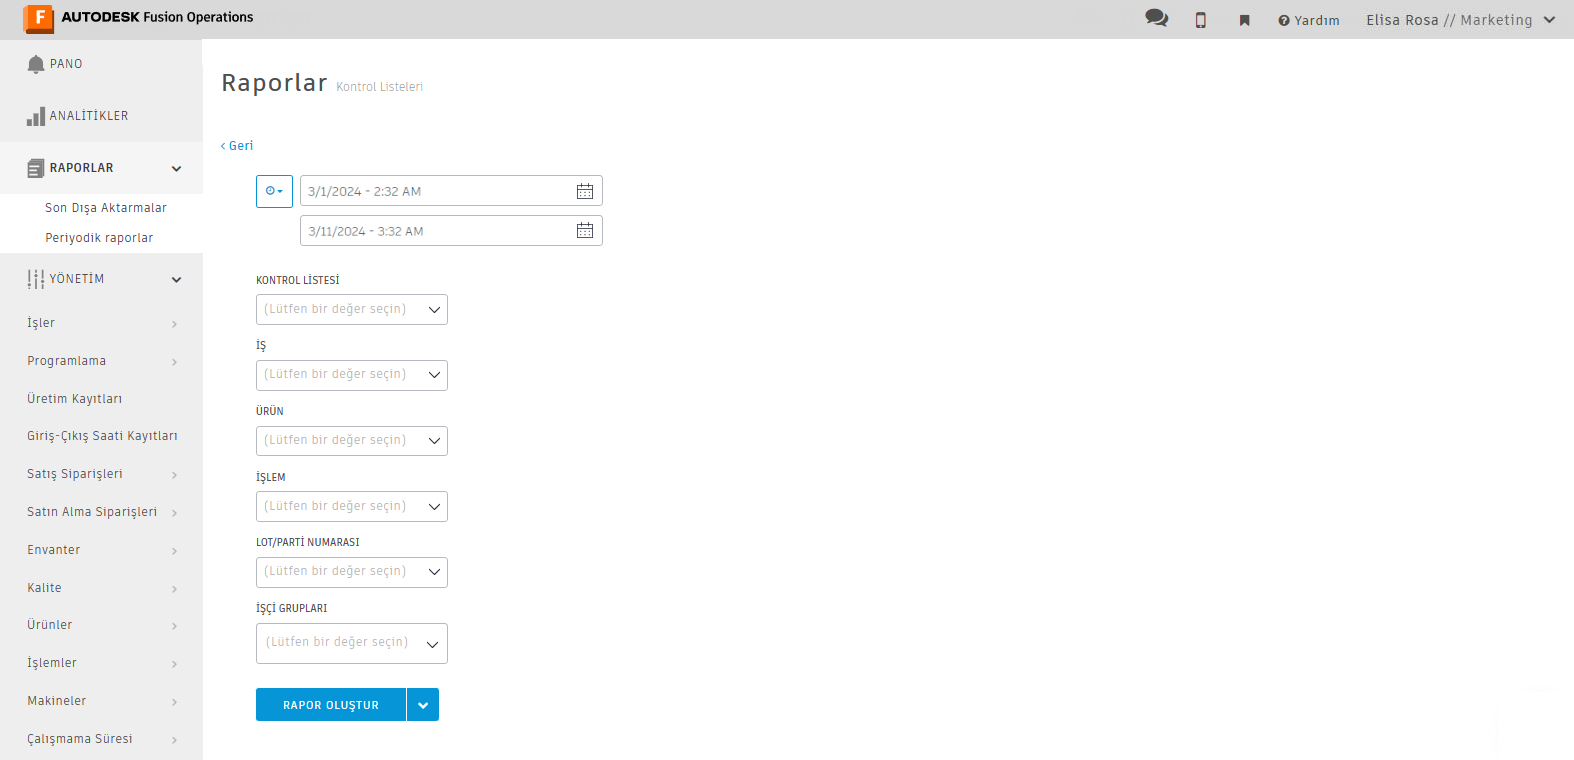 F AUTODESK Fusion Operations
Yardım
Elisa Rosa // Marketing
PANO
ANALİTİKLER
RAPORLAR
Son Dışa Aktarmalar
Periyodik raporlar
YÖNETİM
İşler
Programlama
Üretim Kayıtları
Giriş-Çıkış Saati Kayıtları
Satış Siparişleri
Satın Alma Siparişleri
Envanter
Kalite
Ürünler
İşlemler
Makineler
Çalışmama Süresi
Raporlar Kontrol Listeleri
‹ Geri
3/1/2024 - 2:32 AM
3/11/2024 - 3:32 AM
KONTROL LİSTESİ
(Lütfen bir değer seçin)
İŞ
(Lütfen bir değer seçin)
ÜRÜN
(Lütfen bir değer seçin)
İŞLEM
(Lütfen bir değer seçin)
LOT/PARTİ NUMARASI
(Lütfen bir değer seçin)
İŞÇİ GRUPLARI
(Lütfen bir değer seçin)
RAPOR OLUŞTUR